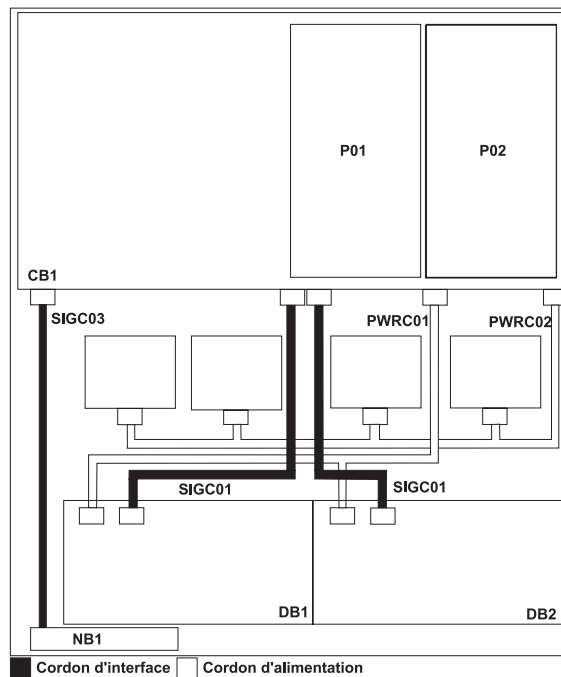 P01 P02
CB1
SIGC03 PWRC01 PWRC02
SIGC01 SIGC01
DB1 DB2
NB1
Cordon d'interface Cordon d'alimentation